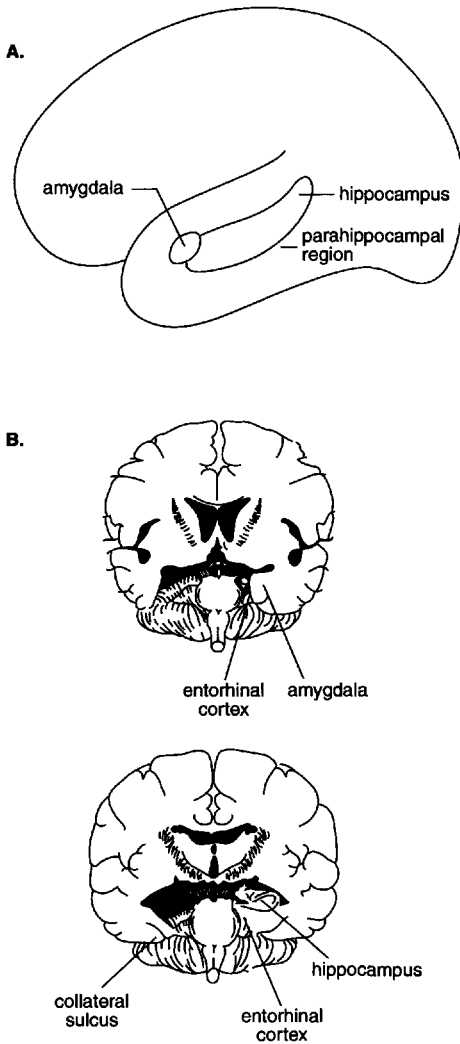 A.
amygdala
hippocampus
parahippocampal
region
B.
entorhinal
cortex
amygdala
hippocampus
collateral
sulcus
entorhinal
cortex